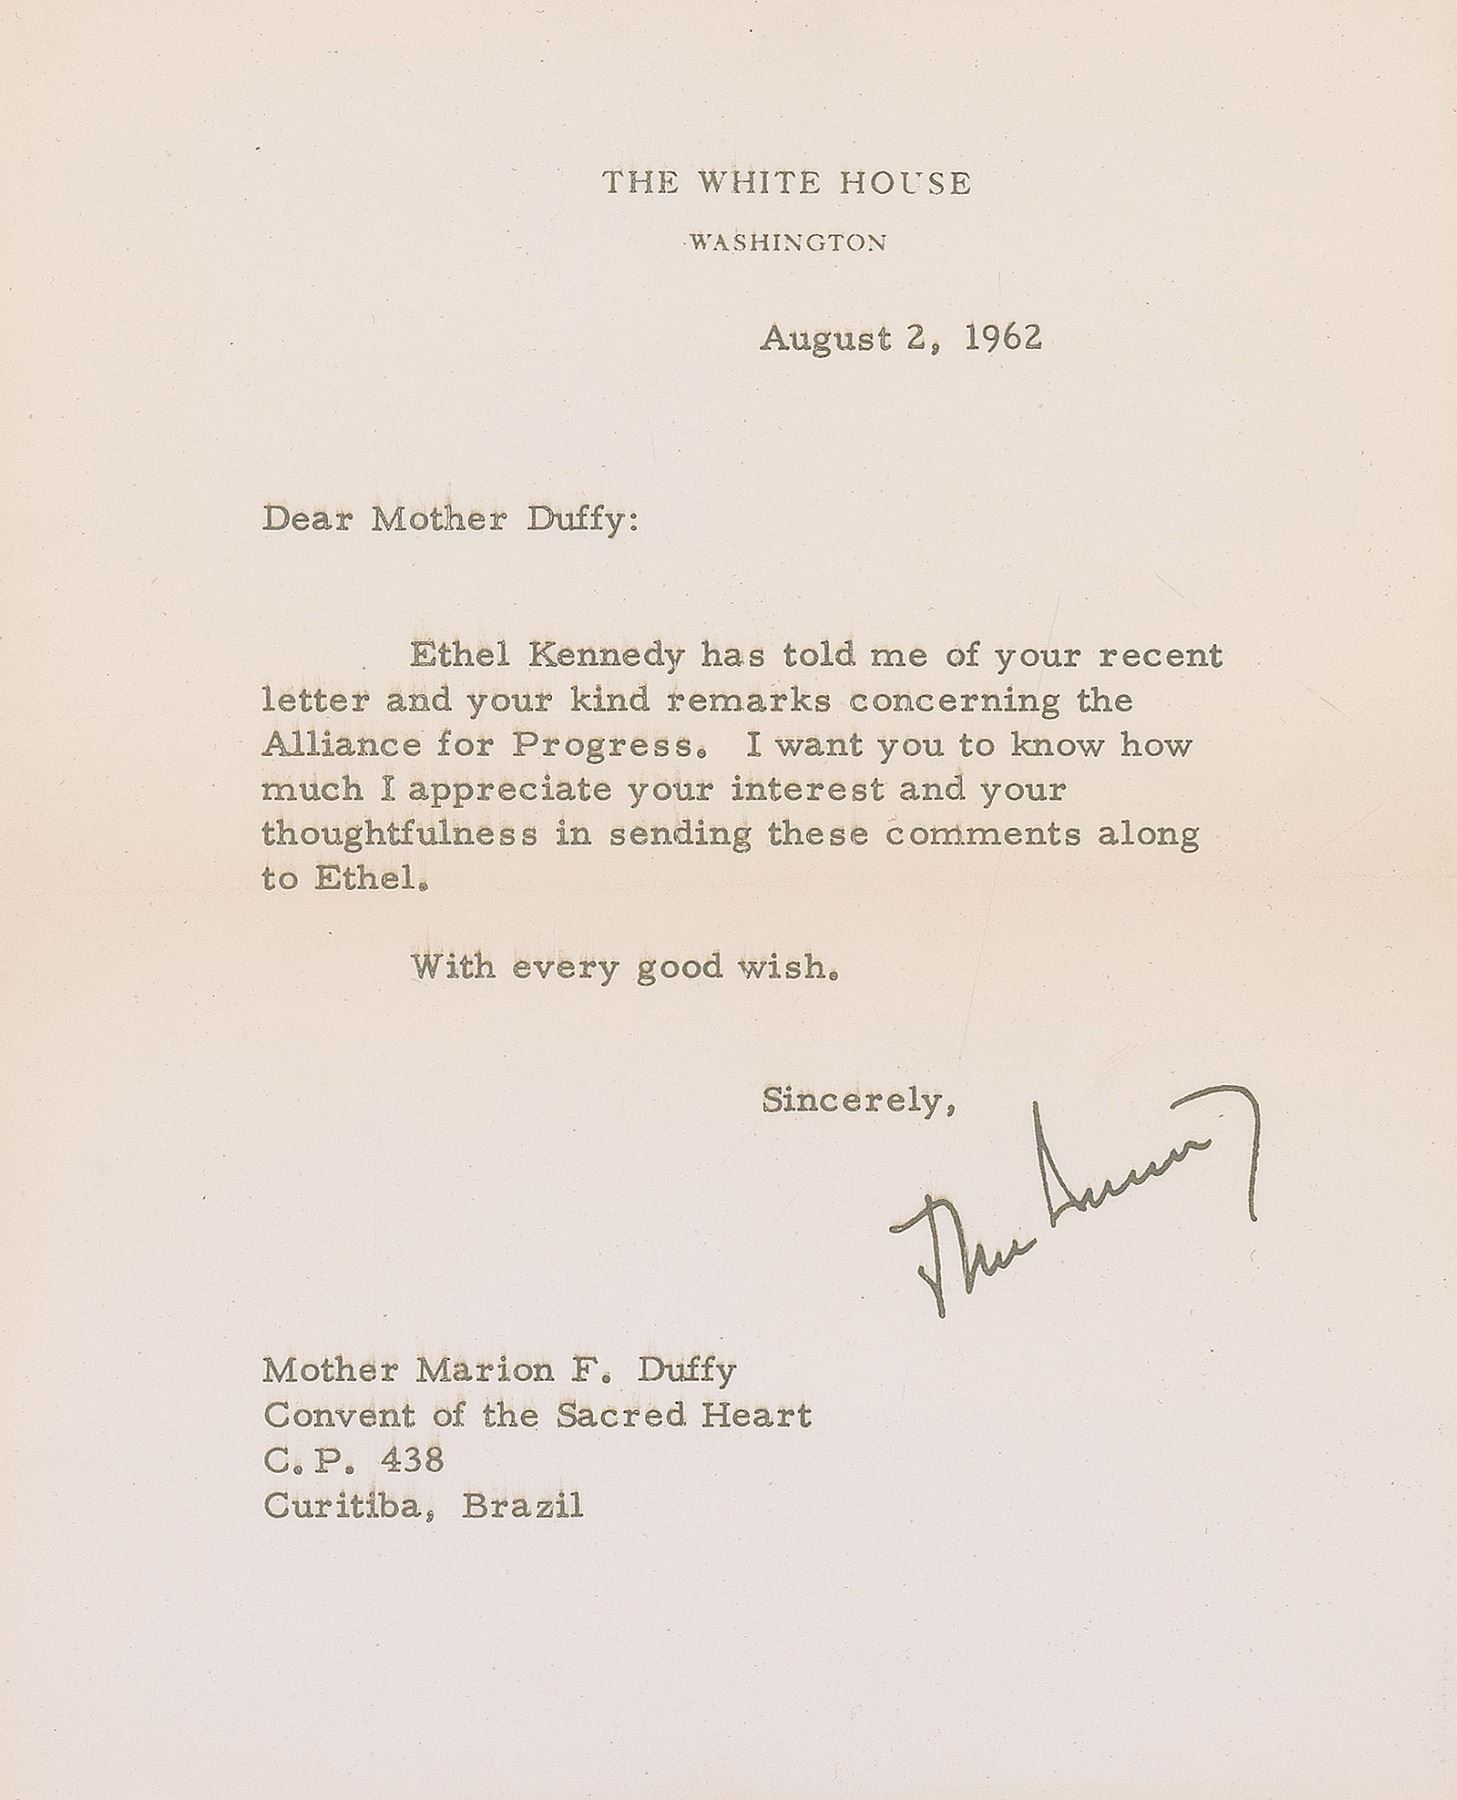 THE WHITE HOUSE
WASHINGTON
August 2, 1962
Dear Mother Duffy:
Ethel Kennedy has told me of your recent
letter and your kind remarks concerning the
Alliance for Progress. I want you to know how
much I appreciate your interest and your
thoughtfulness in sending these comments along
to Ethel.
With every good wish.
Sincerely,
Mother Marion F. Duffy
Convent of the Sacred Heart
C. P. 438
Curitiba, Brazil